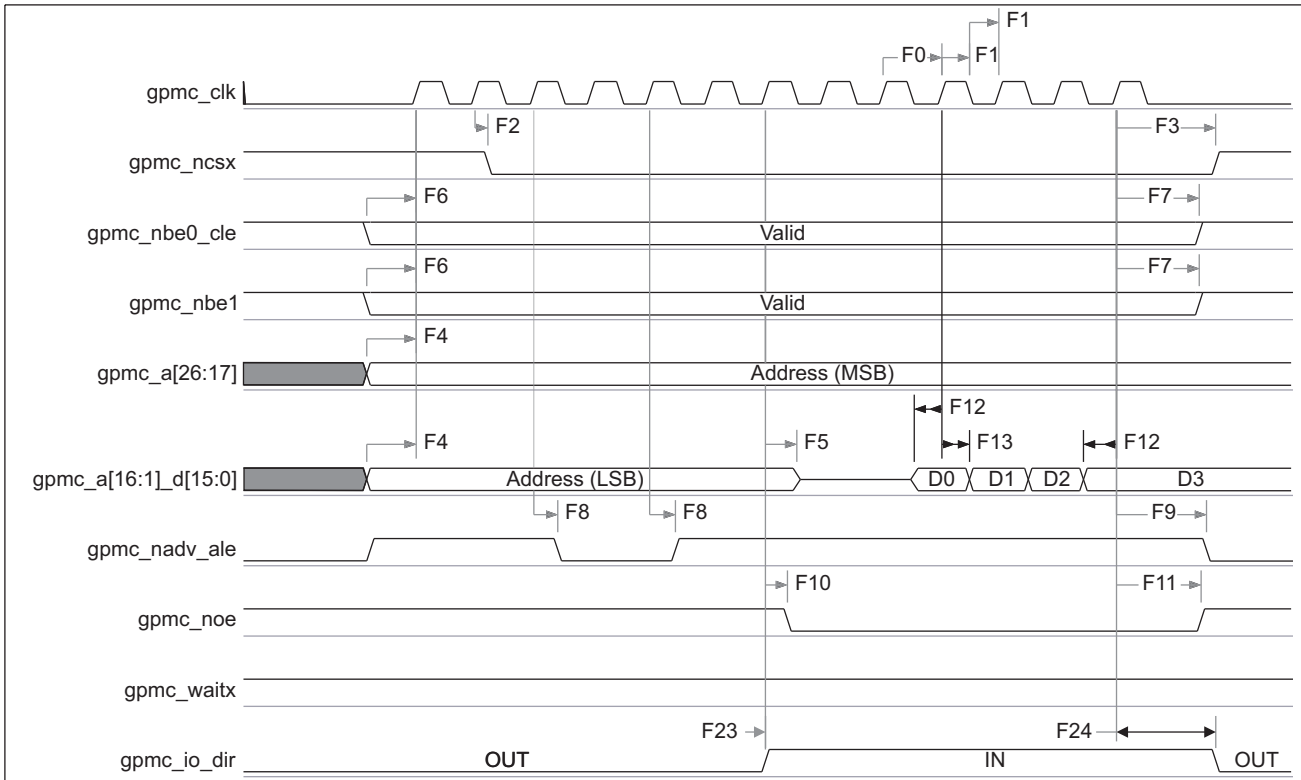 F1
F0
F1
gpmc_clk
F2
F3
gpmc_ncsx
F6
F7
gpmc_nbe0_cle
Valid
F6
F7
gpmc_nbe1
Valid
F4
gpmc_a[26:17]
Address (MSB)
F12
F4
F5
F13
F12
gpmc_a[16:1]_d[15:0]
Address (LSB)
D0
D1
D2
D3
F8
F8
F9
gpmc_nadv_ale
F10
F11
gpmc_noe
gpmc_waitx
F23
F24
gpmc_io_dir
OUT
IN
OUT